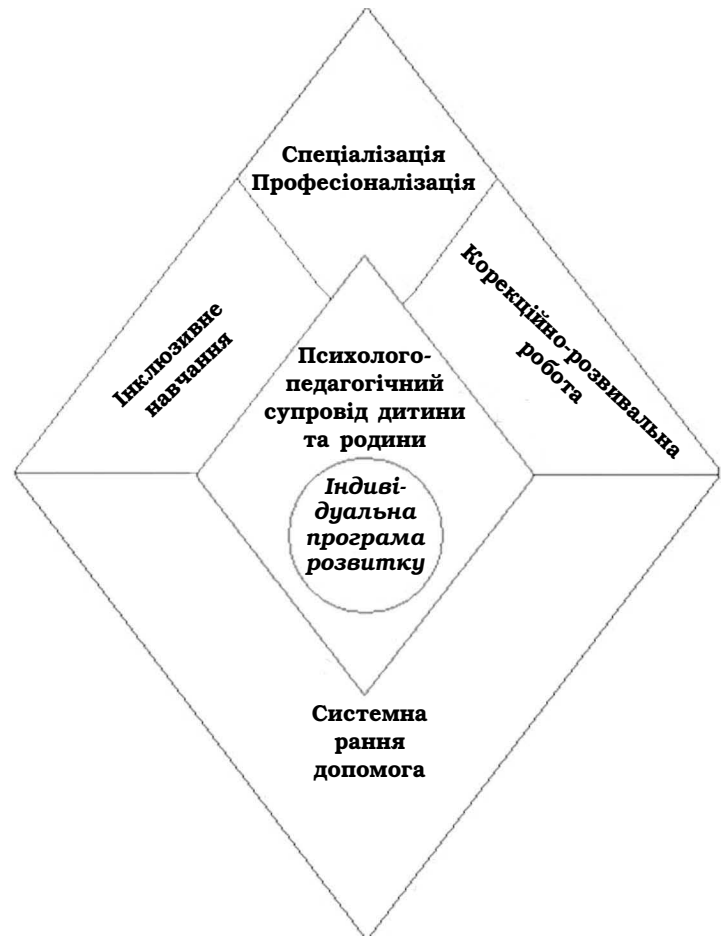 Спеціалізація
Професіоналізація
Інклюзивне
навчання
Корекційно-розвивальна
робота
Психолого-
педагогічний
супровід дитини
та родини
Індиві-
дуальна
програма
розвитку
Системна
рання
допомога